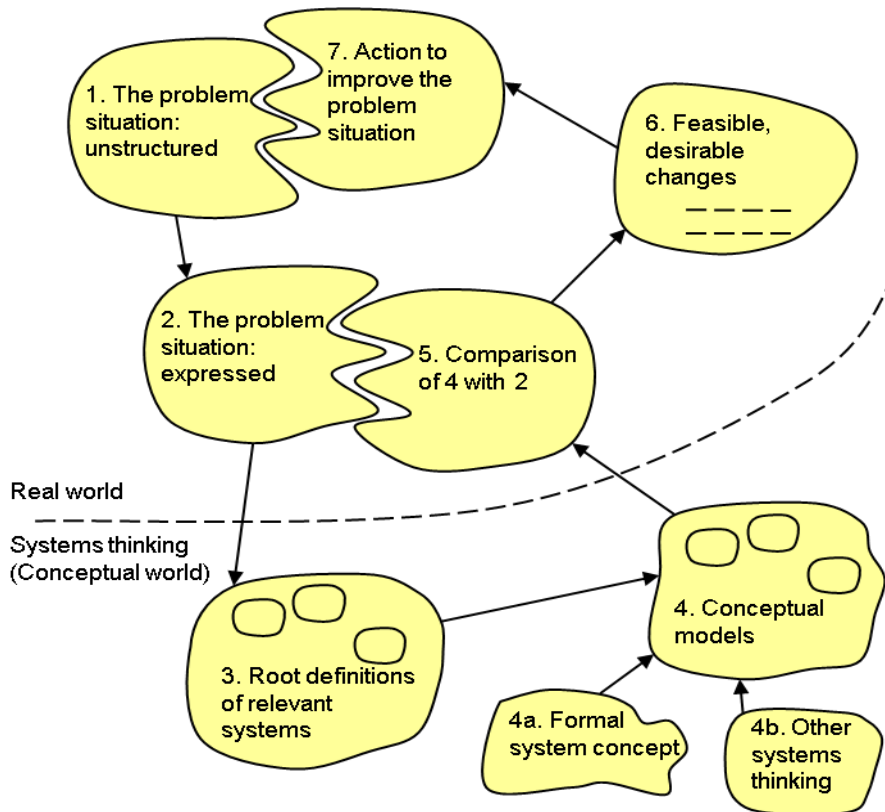 1. The problem
situation:
unstructured
7. Action to
improve the
problem
situation
6. Feasible,
desirable
changes
2. The problem
situation:
expressed
5. Comparison
of 4 with 2
Real world
Systems thinking
(Conceptual world)
3. Root definitions
of relevant
systems
4. Conceptual
models
4a. Formal
system concept
4b. Other
systems
thinking